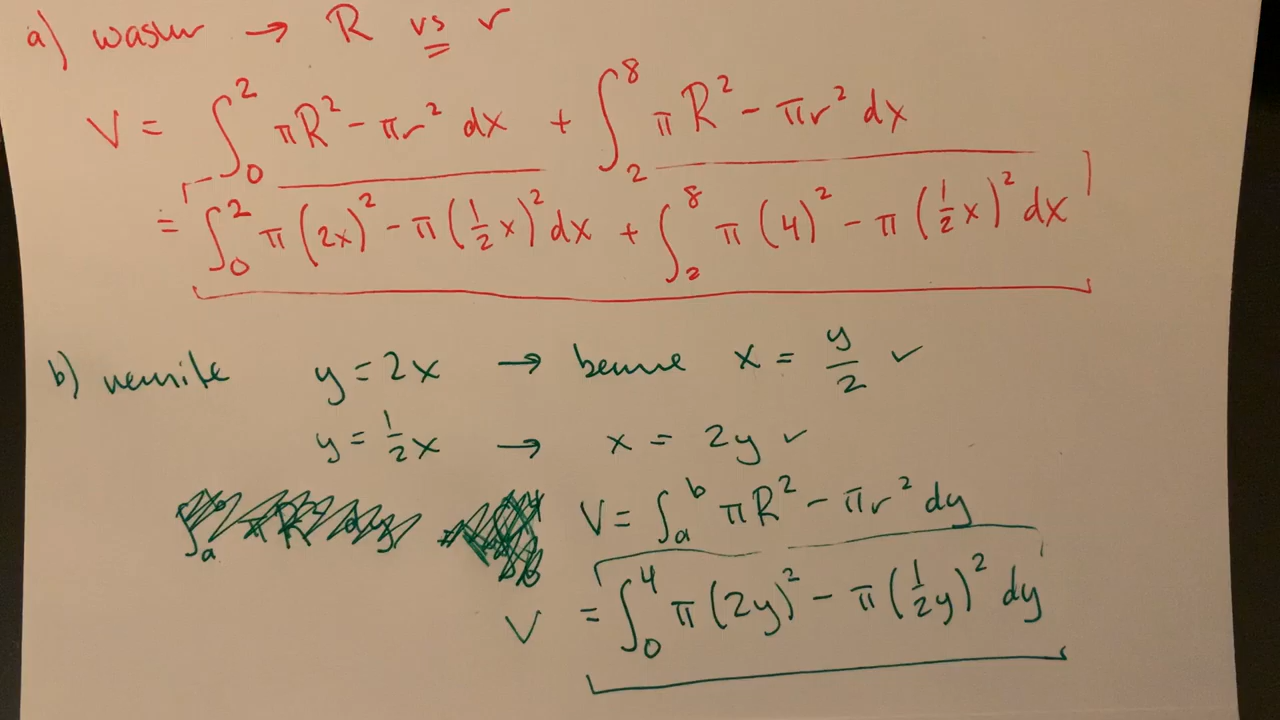 a) washer → R vs r
V = ∫₀² πR² - πr² dx + ∫₂⁸ πR² - πr² dx
= ∫₀² π(2x)² - π(½x)² dx + ∫₂⁸ π(4)² - π(½x)² dx
b) rewrite y = 2x → become x = y/2 ✓
y = ½x → x = 2y ✓
V = ∫ₐᵇ πR² - πr² dy
V = ∫₀⁴ π(2y)² - π(½y)² dy